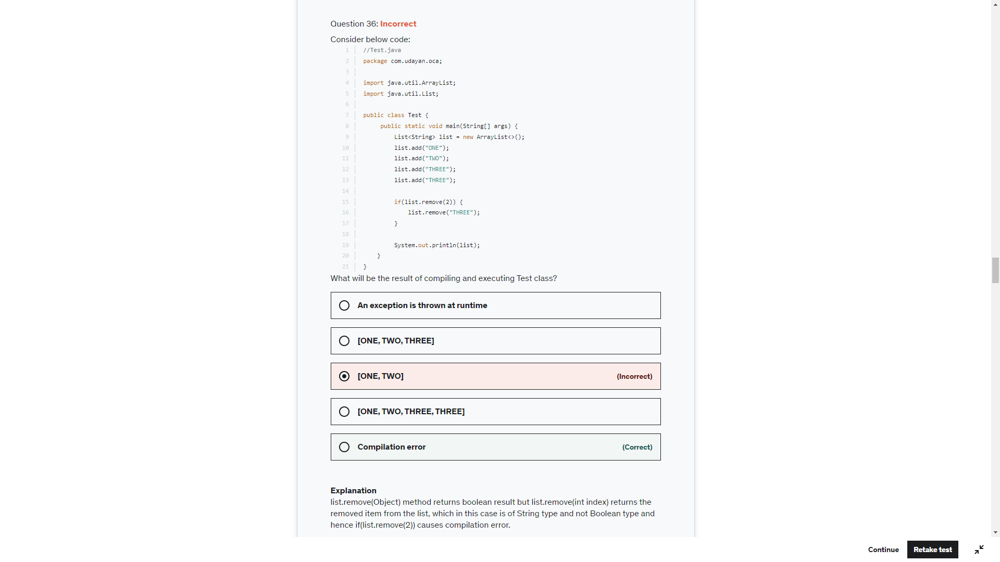 Question 36: Incorrect
Consider below code:
1 //Test.java
2 package com.udayan.oca;
3
4 import java.util.ArrayList;
5 import java.util.List;
6
7 public class Test {
8 public static void main(String[] args) {
9 List<String> list = new ArrayList<>();
10 list.add("ONE");
11 list.add("TWO");
12 list.add("THREE");
13 list.add("THREE");
14
15 if(list.remove(2)) {
16 list.remove("THREE");
17 }
18
19 System.out.println(list);
20 }
21 }
What will be the result of compiling and executing Test class?
An exception is thrown at runtime
[ONE, TWO, THREE]
[ONE, TWO] (Incorrect)
[ONE, TWO, THREE, THREE]
Compilation error (Correct)
Explanation
list.remove(Object) method returns boolean result but list.remove(int index) returns the
removed item from the list, which in this case is of String type and not Boolean type and
hence if(list.remove(2)) causes compilation error.
Continue Retake test